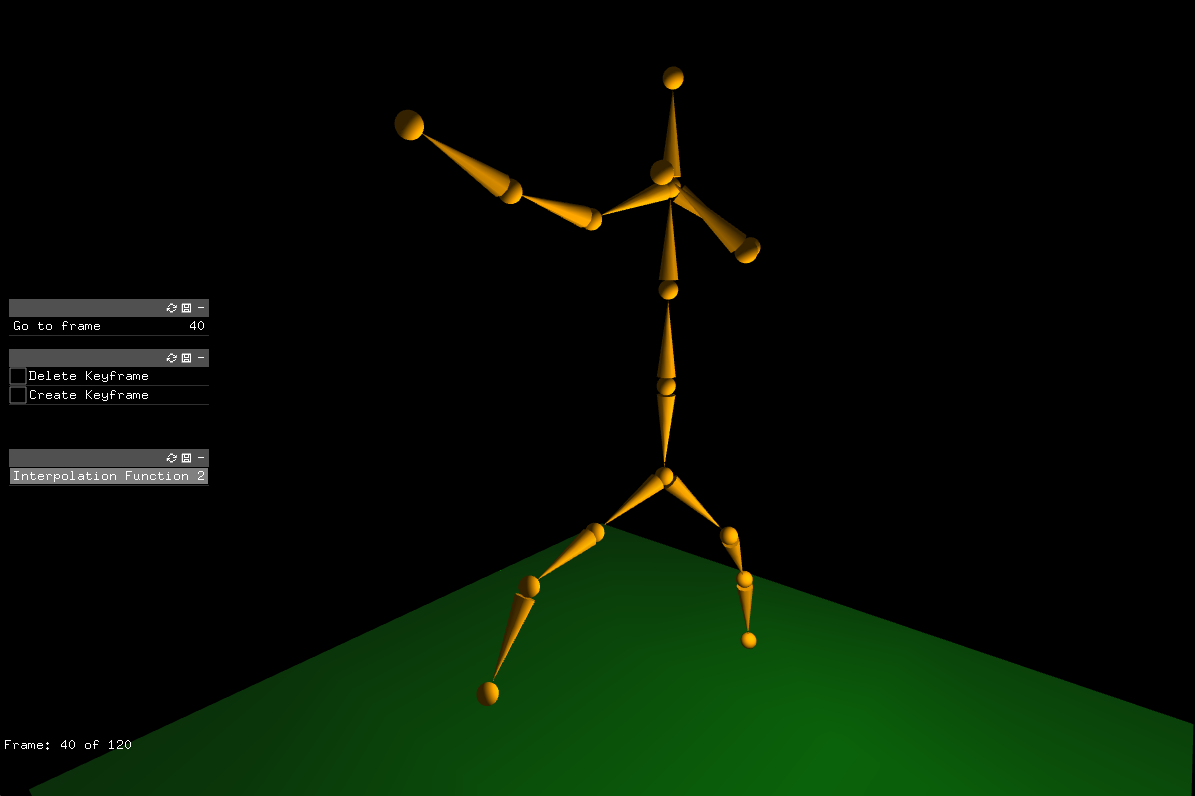 Go to frame 40
Delete Keyframe
Create Keyframe
Interpolation Function 2
Frame: 40 of 120